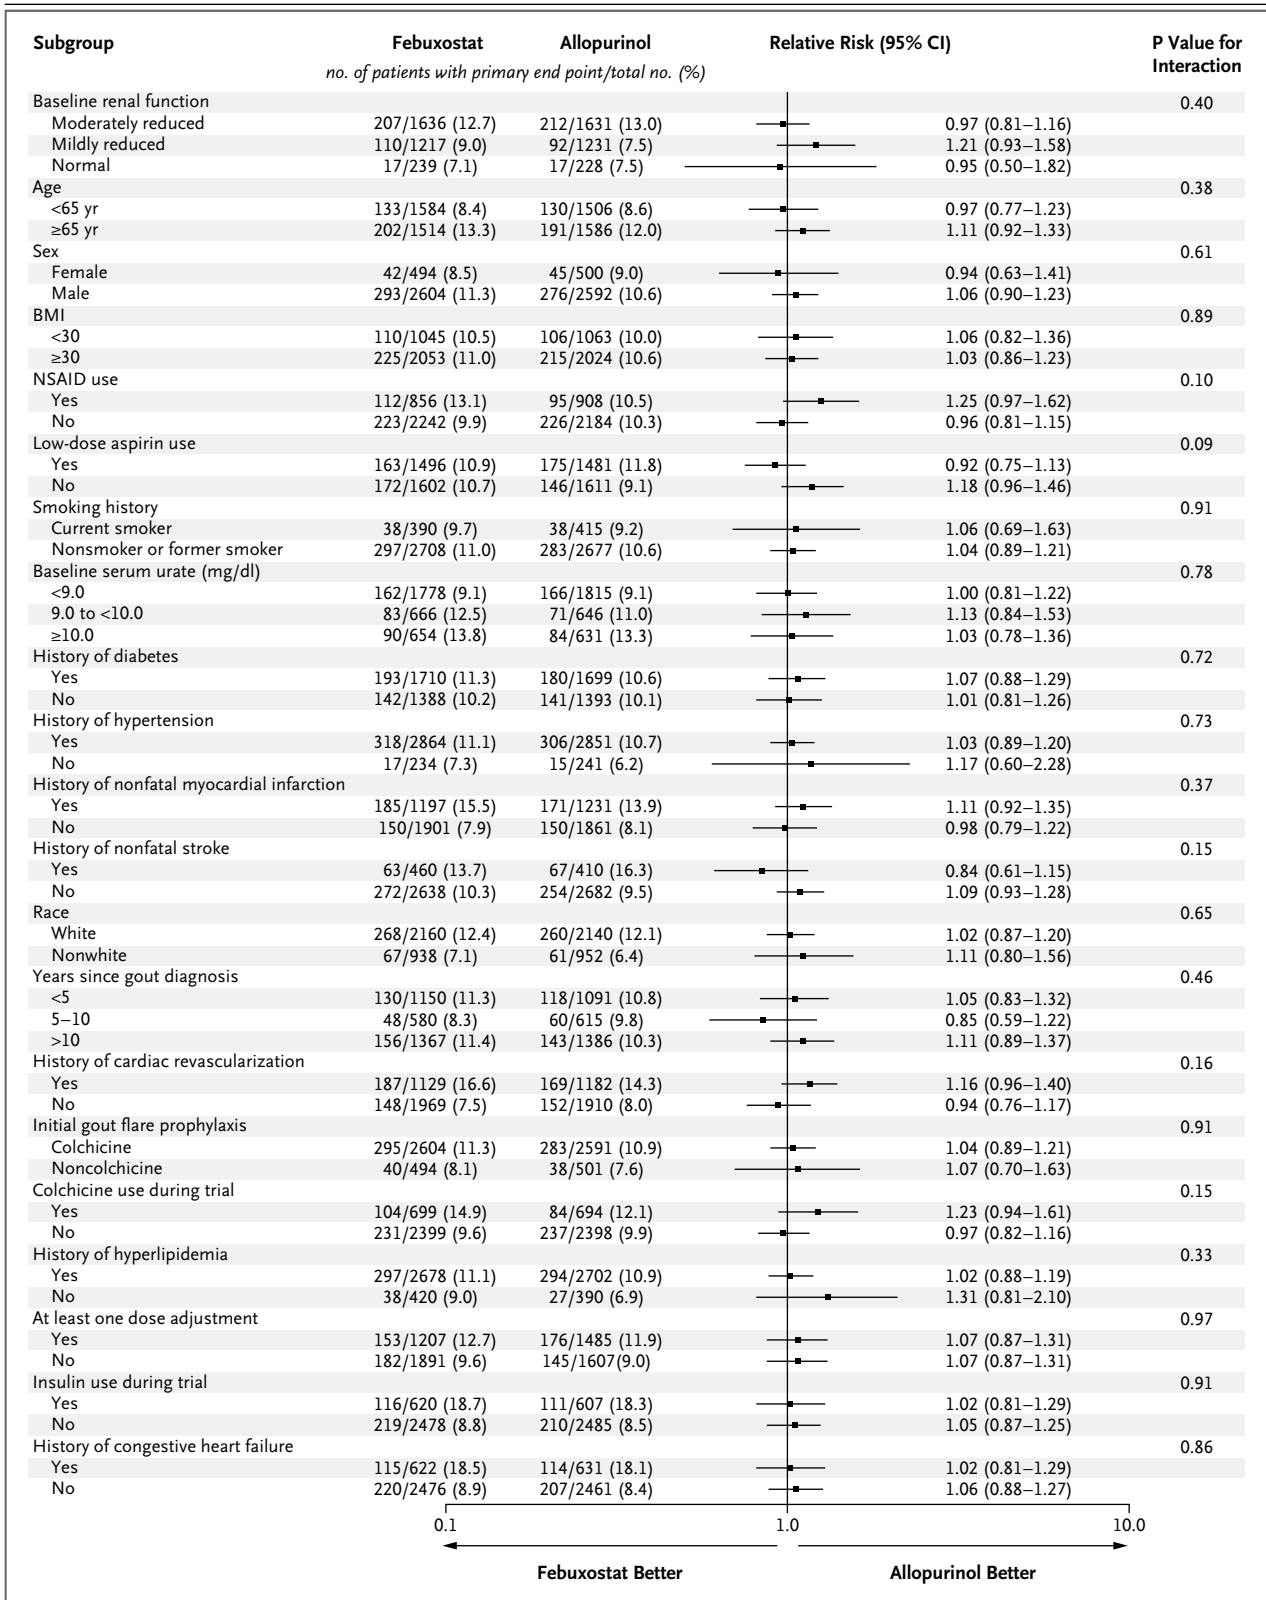 Subgroup Febuxostat Allopurinol Relative Risk (95% CI) P Value for Interaction
no. of patients with primary end point/total no. (%)
Baseline renal function 0.40
Moderately reduced 207/1636 (12.7) 212/1631 (13.0) 0.97 (0.81–1.16)
Mildly reduced 110/1217 (9.0) 92/1231 (7.5) 1.21 (0.93–1.58)
Normal 17/239 (7.1) 17/228 (7.5) 0.95 (0.50–1.82)
Age 0.38
<65 yr 133/1584 (8.4) 130/1506 (8.6) 0.97 (0.77–1.23)
≥65 yr 202/1514 (13.3) 191/1586 (12.0) 1.11 (0.92–1.33)
Sex 0.61
Female 42/494 (8.5) 45/500 (9.0) 0.94 (0.63–1.41)
Male 293/2604 (11.3) 276/2592 (10.6) 1.06 (0.90–1.23)
BMI 0.89
<30 110/1045 (10.5) 106/1063 (10.0) 1.06 (0.82–1.36)
≥30 225/2053 (11.0) 215/2024 (10.6) 1.03 (0.86–1.23)
NSAID use 0.10
Yes 112/856 (13.1) 95/908 (10.5) 1.25 (0.97–1.62)
No 223/2242 (9.9) 226/2184 (10.3) 0.96 (0.81–1.15)
Low-dose aspirin use 0.09
Yes 163/1496 (10.9) 175/1481 (11.8) 0.92 (0.75–1.13)
No 172/1602 (10.7) 146/1611 (9.1) 1.18 (0.96–1.46)
Smoking history 0.91
Current smoker 38/390 (9.7) 38/415 (9.2) 1.06 (0.69–1.63)
Nonsmoker or former smoker 297/2708 (11.0) 283/2677 (10.6) 1.04 (0.89–1.21)
Baseline serum urate (mg/dl) 0.78
<9.0 162/1778 (9.1) 166/1815 (9.1) 1.00 (0.81–1.22)
9.0 to <10.0 83/666 (12.5) 71/646 (11.0) 1.13 (0.84–1.53)
≥10.0 90/654 (13.8) 84/631 (13.3) 1.03 (0.78–1.36)
History of diabetes 0.72
Yes 193/1710 (11.3) 180/1699 (10.6) 1.07 (0.88–1.29)
No 142/1388 (10.2) 141/1393 (10.1) 1.01 (0.81–1.26)
History of hypertension 0.73
Yes 318/2864 (11.1) 306/2851 (10.7) 1.03 (0.89–1.20)
No 17/234 (7.3) 15/241 (6.2) 1.17 (0.60–2.28)
History of nonfatal myocardial infarction 0.37
Yes 185/1197 (15.5) 171/1231 (13.9) 1.11 (0.92–1.35)
No 150/1901 (7.9) 150/1861 (8.1) 0.98 (0.79–1.22)
History of nonfatal stroke 0.15
Yes 63/460 (13.7) 67/410 (16.3) 0.84 (0.61–1.15)
No 272/2638 (10.3) 254/2682 (9.5) 1.09 (0.93–1.28)
Race 0.65
White 268/2160 (12.4) 260/2140 (12.1) 1.02 (0.87–1.20)
Nonwhite 67/938 (7.1) 61/952 (6.4) 1.11 (0.80–1.56)
Years since gout diagnosis 0.46
<5 130/1150 (11.3) 118/1091 (10.8) 1.05 (0.83–1.32)
5–10 48/580 (8.3) 60/615 (9.8) 0.85 (0.59–1.22)
>10 156/1367 (11.4) 143/1386 (10.3) 1.11 (0.89–1.37)
History of cardiac revascularization 0.16
Yes 187/1129 (16.6) 169/1182 (14.3) 1.16 (0.96–1.40)
No 148/1969 (7.5) 152/1910 (8.0) 0.94 (0.76–1.17)
Initial gout flare prophylaxis 0.91
Colchicine 295/2604 (11.3) 283/2591 (10.9) 1.04 (0.89–1.21)
Noncolchicine 40/494 (8.1) 38/501 (7.6) 1.07 (0.70–1.63)
Colchicine use during trial 0.15
Yes 104/699 (14.9) 84/694 (12.1) 1.23 (0.94–1.61)
No 231/2399 (9.6) 237/2398 (9.9) 0.97 (0.82–1.16)
History of hyperlipidemia 0.33
Yes 297/2678 (11.1) 294/2702 (10.9) 1.02 (0.88–1.19)
No 38/420 (9.0) 27/390 (6.9) 1.31 (0.81–2.10)
At least one dose adjustment 0.97
Yes 153/1207 (12.7) 176/1485 (11.9) 1.07 (0.87–1.31)
No 182/1891 (9.6) 145/1607(9.0) 1.07 (0.87–1.31)
Insulin use during trial 0.91
Yes 116/620 (18.7) 111/607 (18.3) 1.02 (0.81–1.29)
No 219/2478 (8.8) 210/2485 (8.5) 1.05 (0.87–1.25)
History of congestive heart failure 0.86
Yes 115/622 (18.5) 114/631 (18.1) 1.02 (0.81–1.29)
No 220/2476 (8.9) 207/2461 (8.4) 1.06 (0.88–1.27)
0.1 1.0 10.0
Febuxostat Better Allopurinol Better